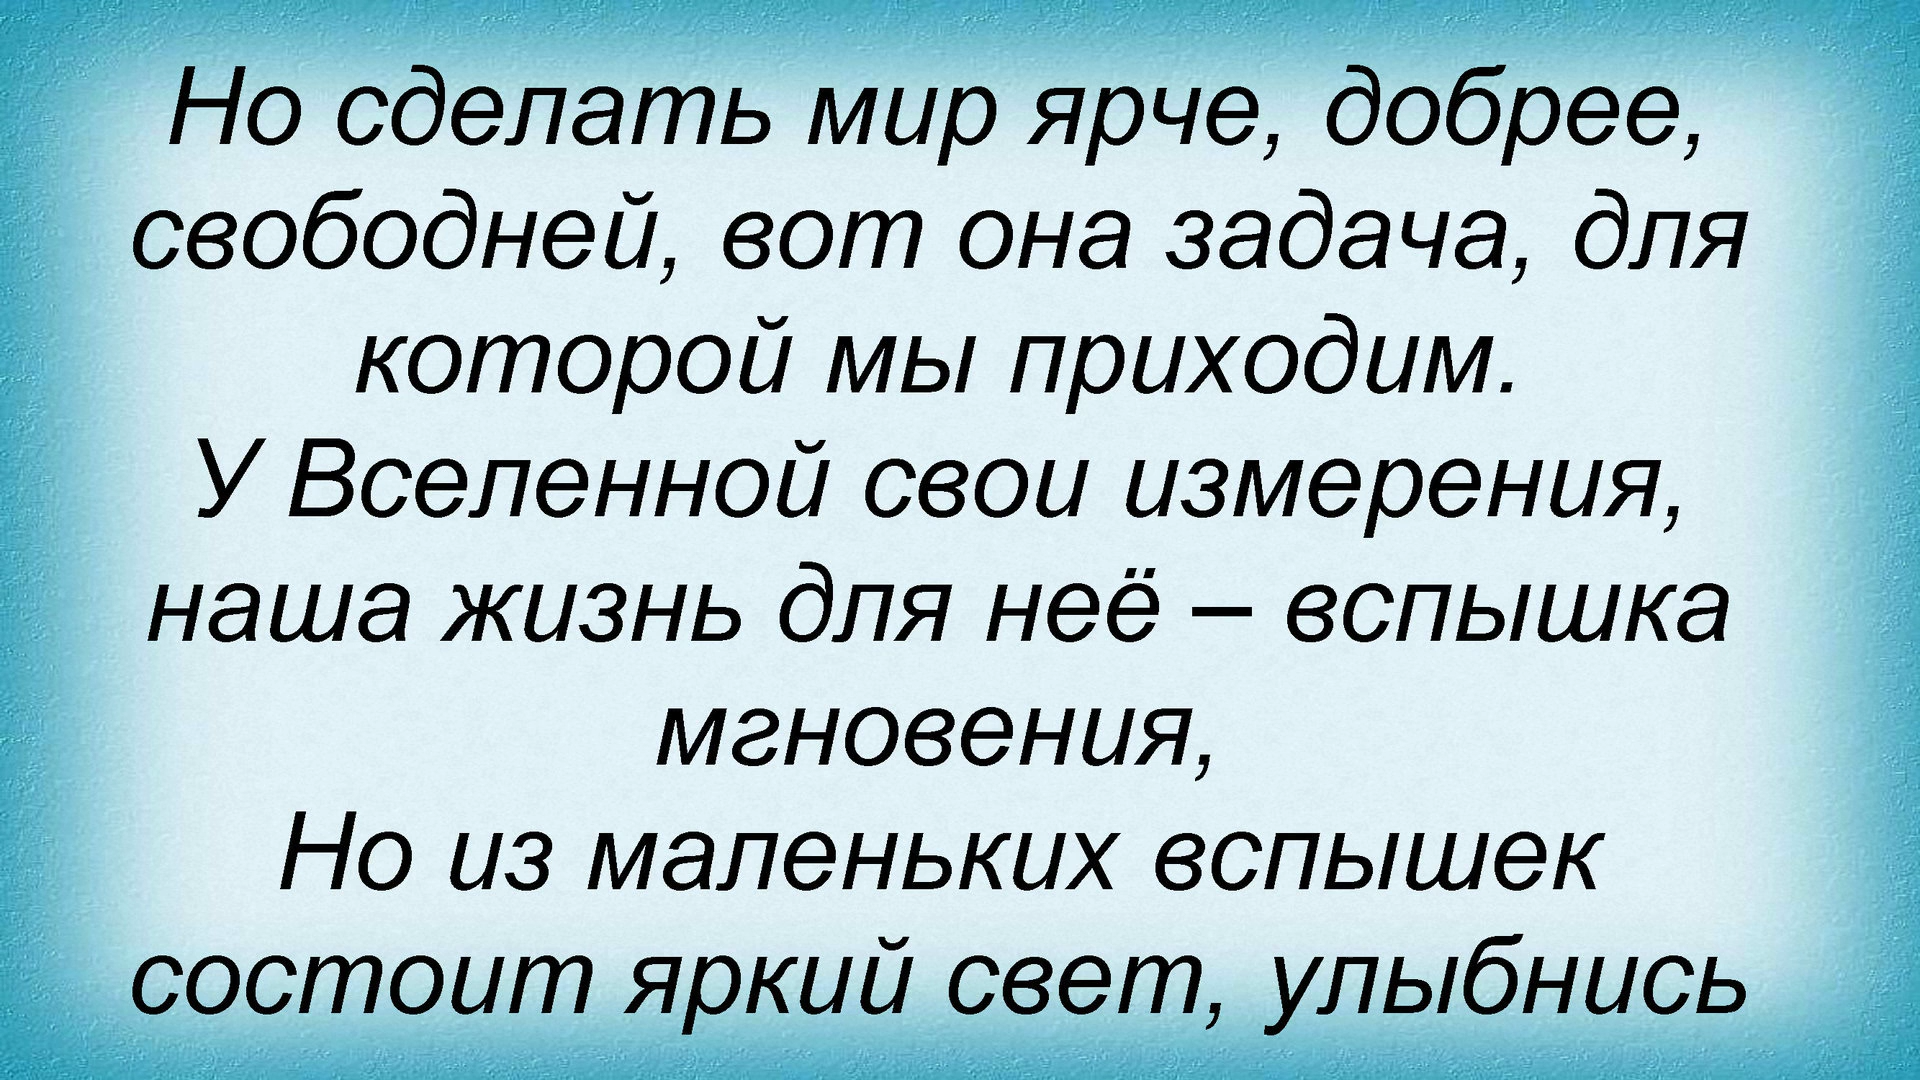 Но сделать мир ярче, добрее,
свободней, вот она задача, для
которой мы приходим.
У Вселенной свои измерения,
наша жизнь для неё – вспышка
мгновения,
Но из маленьких вспышек
состоит яркий свет, улыбнись